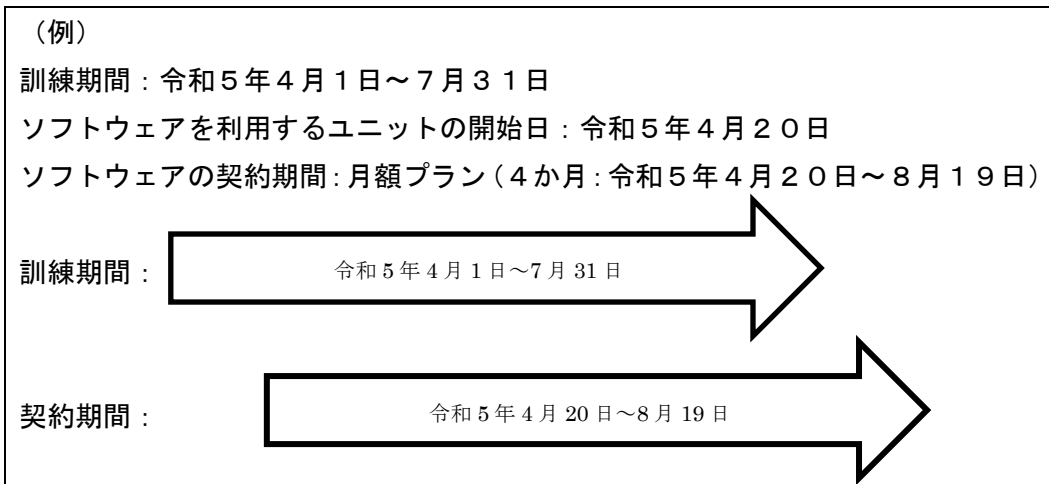 （例）
訓練期間：令和５年４月１日～７月３１日
ソフトウェアを利用するユニットの開始日：令和５年４月２０日
ソフトウェアの契約期間：月額プラン（４か月：令和５年４月２０日～８月１９日）
訓練期間： 令和 5 年 4 月 1 日～7 月 31 日
契約期間： 令和 5 年 4 月 20 日～8 月 19 日